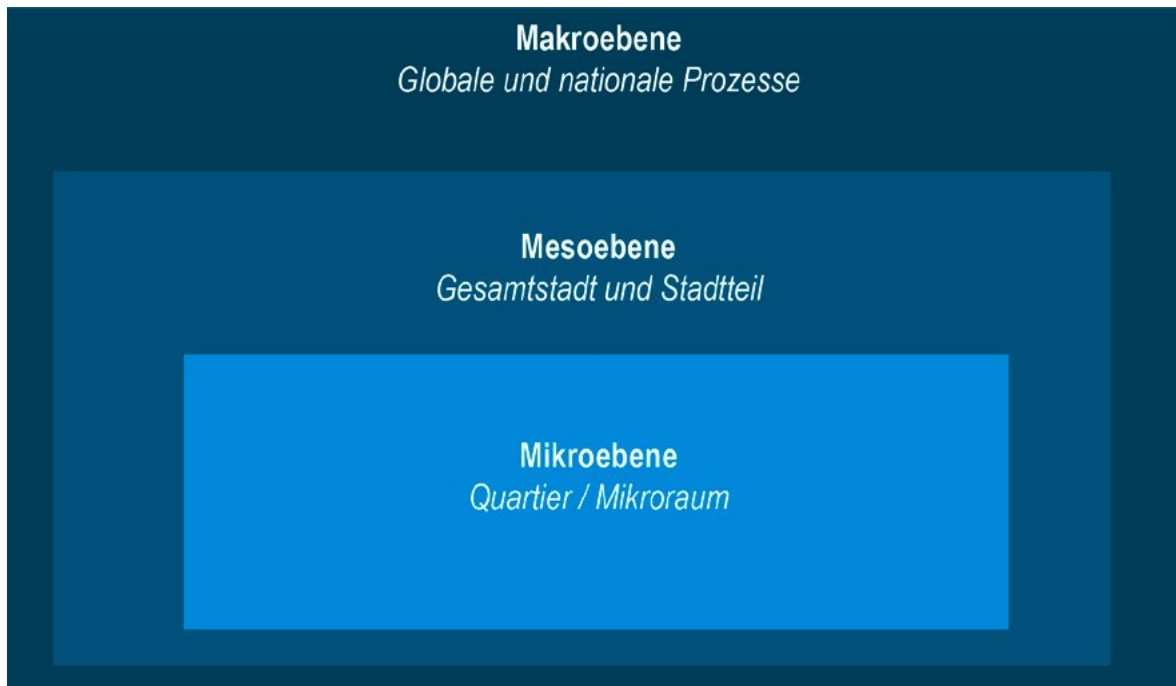 Makroebene
Globale und nationale Prozesse
Mesoebene
Gesamtstadt und Stadtteil
Mikroebene
Quartier / Mikroraum